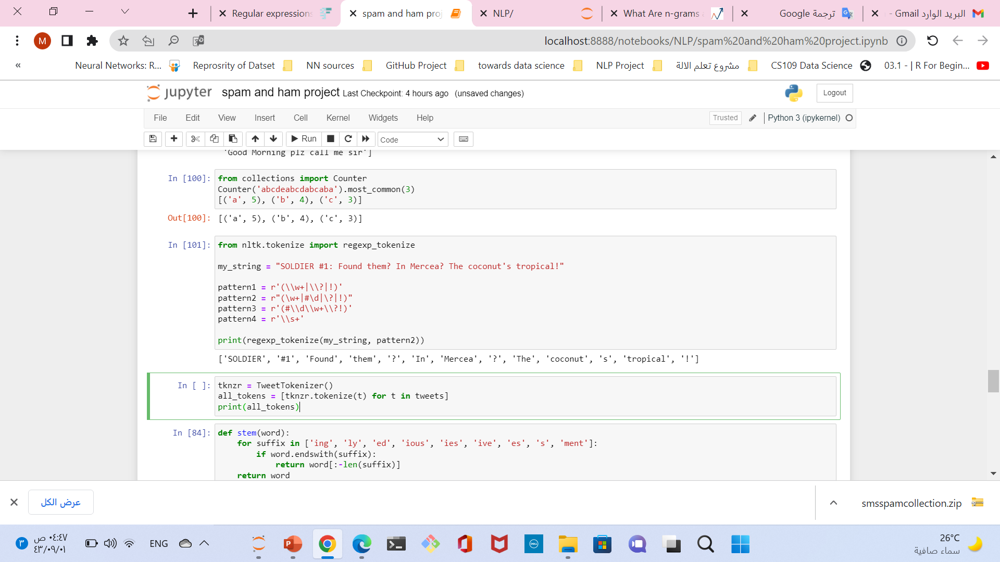 Regular expressions
spam and ham proj
NLP/
What Are n-grams
ترجمة Google
البريد الوارد - Gmail
M
localhost:8888/notebooks/NLP/spam%20and%20ham%20project.ipynb
«
Neural Networks: R...
Reprosrity of Datset
NN sources
GitHub Project
towards data science
NLP Project
مشروع تعلم الالة
CS109 Data Science
03.1 - | R For Begin...
jupyter spam and ham project Last Checkpoint: 4 hours ago (unsaved changes)
Logout
File Edit View Insert Cell Kernel Widgets Help
Trusted Python 3 (ipykernel)
Run Code
'Good Morning plz call me sir']
In [100]: from collections import Counter
Counter('abcdeabcdabcaba').most_common(3)
[('a', 5), ('b', 4), ('c', 3)]
Out[100]: [('a', 5), ('b', 4), ('c', 3)]
In [101]: from nltk.tokenize import regexp_tokenize
my_string = "SOLDIER #1: Found them? In Mercea? The coconut's tropical!"
pattern1 = r'(\\w+|\\?|!)'
pattern2 = r"(\w+|#\d|\?|!)"
pattern3 = r'(#\\d\\w+\\?!)'
pattern4 = r'\\s+'
print(regexp_tokenize(my_string, pattern2))
['SOLDIER', '#1', 'Found', 'them', '?', 'In', 'Mercea', '?', 'The', 'coconut', 's', 'tropical', '!']
In [ ]: tknzr = TweetTokenizer()
all_tokens = [tknzr.tokenize(t) for t in tweets]
print(all_tokens)
In [84]: def stem(word):
for suffix in ['ing', 'ly', 'ed', 'ious', 'ies', 'ive', 'es', 's', 'ment']:
if word.endswith(suffix):
return word[:-len(suffix)]
return word
عرض الكل
smsspamcollection.zip
٣
٠٤:٤٧ ص
٤٣/٠٩/٠١
ENG
DELL
26°C
سماء صافية